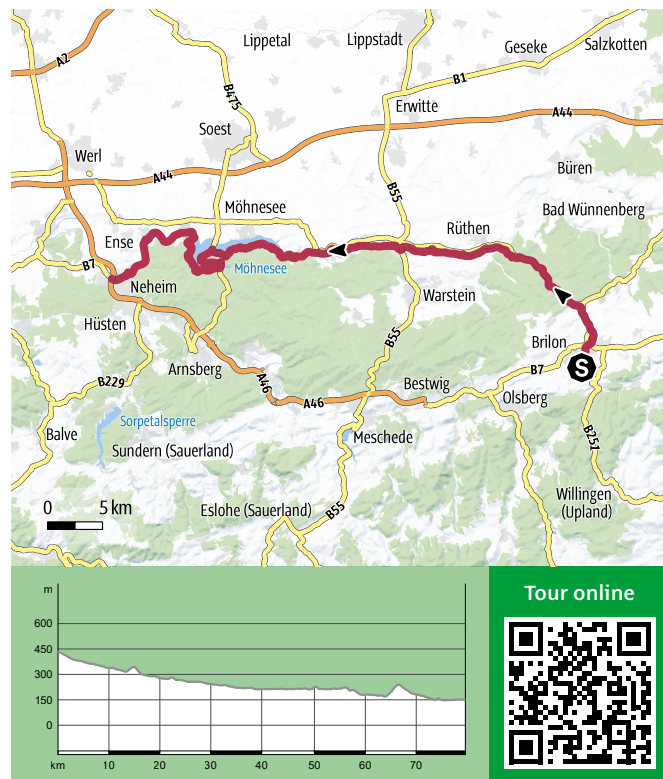 Lippetal
Lippstadt
Geseke
Salzkotten
A2
B1
B475
Erwitte
A44
Soest
Werl
A44
Büren
B55
Möhnesee
Bad Wünnenberg
Rüthen
Ense
B7
Möhnesee
Neheim
Warstein
Hüsten
B55
Brilon
S
Arnsberg
B7
A46
B229
Bestwig
A46
Olsberg
Sorpetalsperre
Balve
Meschede
B251
Sundern (Sauerland)
0 5 km
Eslohe (Sauerland)
B55
Willingen
(Upland)
Tour online
m
600
450
300
150
0
km 10 20 30 40 50 60 70